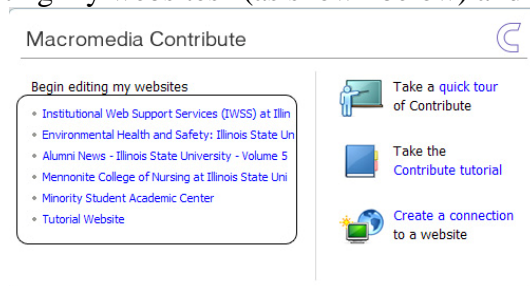 Macromedia Contribute
Begin editing my websites
Institutional Web Support Services (IWSS) at Illin
Environmental Health and Safety: Illinois State Un
Alumni News - Illinois State University - Volume 5
Mennonite College of Nursing at Illinois State Uni
Minority Student Academic Center
Tutorial Website
Take a quick tour
of Contribute
Take the
Contribute tutorial
Create a connection
to a website